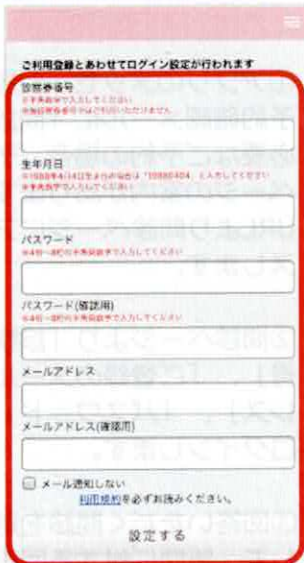 ご利用登録とあわせてログイン設定が行われます
診察券番号
※半角数字で入力してください
生年月日
※1988年4月4日生まれの場合は「19880404」と入力してください
※半角数字で入力してください
パスワード
※4桁～8桁の半角英数字で入力してください
パスワード(確認用)
※4桁～8桁の半角英数字で入力してください
メールアドレス
メールアドレス(確認用)
メール通知しない
利用規約を必ずお読みください。
設定する